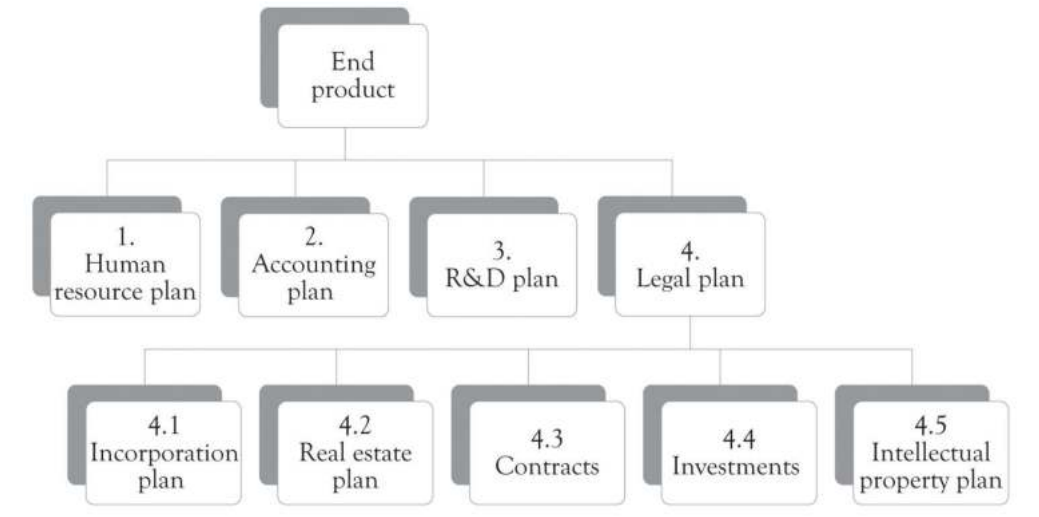 End
product
1.
Human
resource plan
2.
Accounting
plan
3.
R&D plan
4.
Legal plan
4.1
Incorporation
plan
4.2
Real estate
plan
4.3
Contracts
4.4
Investments
4.5
Intellectual
property plan